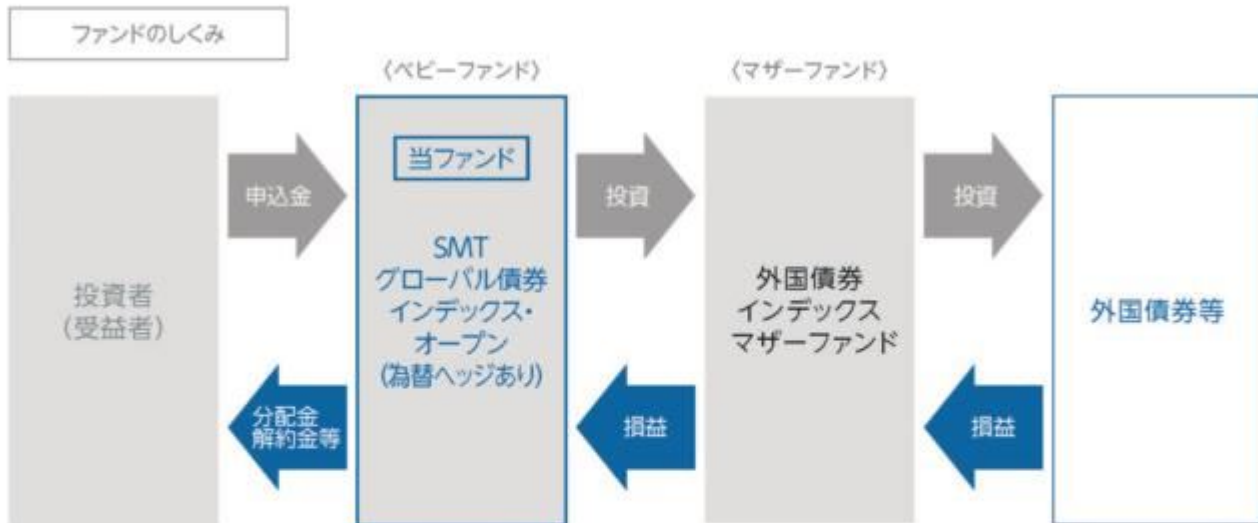 ファンドのしくみ
〈ベビーファンド〉
〈マザーファンド〉
投資者
(受益者)
申込金
分配金
解約金等
当ファンド
SMT
グローバル債券
インデックス・
オープン
(為替ヘッジあり)
投資
損益
外国債券
インデックス
マザーファンド
投資
損益
外国債券等